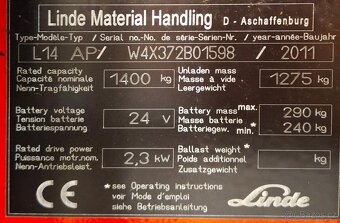 Linde Material Handling D - Aschaffenburg
Type-Modèle-Typ/ Serial no.-No. de série-Serien-Nr. / year-année-Baujahr
L14 AP/ W4X372B01598 / 2011
Rated capacity
Capacité nominale
Nenn-Tragfähigkeit
1400 kg
Unladen mass
Masse à vide
Leergewicht
1275 kg
Battery voltage
Tension batterie
Batteriespannung
24 V
Battery mass max.
Masse batterie
Batteriegew. min.
290 kg
* 240 kg
Rated drive power
Puissance motr.nom.
Nenn-Antriebsleist.
2,3 kW
Ballast weight *
Poids additionnel
Zusatzgewicht
kg
* see Operating instructions
voir Mode d'emploi
siehe Betriebsanleitung
Linde